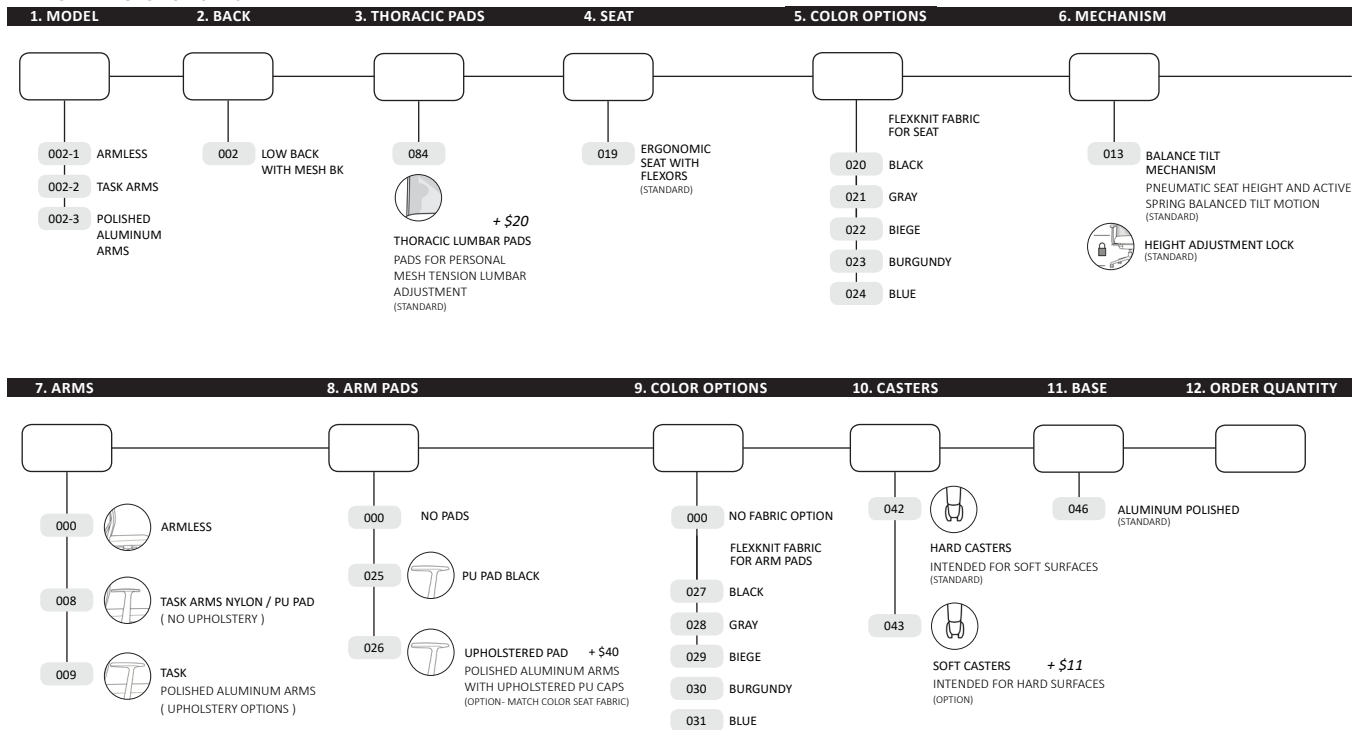 1. MODEL
2. BACK
3. THORACIC PADS
4. SEAT
5. COLOR OPTIONS
6. MECHANISM
002-1 ARMLESS
002-2 TASK ARMS
002-3 POLISHED
ALUMINUM
ARMS
002 LOW BACK
WITH MESH BK
084
+ $20
THORACIC LUMBAR PADS
PADS FOR PERSONAL
MESH TENSION LUMBAR
ADJUSTMENT
(STANDARD)
019 ERGONOMIC
SEAT WITH
FLEXORS
(STANDARD)
FLEXKNIT FABRIC
FOR SEAT
020 BLACK
021 GRAY
022 BIEGE
023 BURGUNDY
024 BLUE
013 BALANCE TILT
MECHANISM
PNEUMATIC SEAT HEIGHT AND ACTIVE
SPRING BALANCED TILT MOTION
(STANDARD)
HEIGHT ADJUSTMENT LOCK
(STANDARD)
7. ARMS
8. ARM PADS
9. COLOR OPTIONS
10. CASTERS
11. BASE
12. ORDER QUANTITY
000 ARMLESS
008 TASK ARMS NYLON / PU PAD
( NO UPHOLSTERY )
009 TASK
POLISHED ALUMINUM ARMS
( UPHOLSTERY OPTIONS )
000 NO PADS
025 PU PAD BLACK
026 UPHOLSTERED PAD + $40
POLISHED ALUMINUM ARMS
WITH UPHOLSTERED PU CAPS
(OPTION- MATCH COLOR SEAT FABRIC)
000 NO FABRIC OPTION
FLEXKNIT FABRIC
FOR ARM PADS
027 BLACK
028 GRAY
029 BIEGE
030 BURGUNDY
031 BLUE
042
HARD CASTERS
INTENDED FOR SOFT SURFACES
(STANDARD)
043
SOFT CASTERS + $11
INTENDED FOR HARD SURFACES
(OPTION)
046 ALUMINUM POLISHED
(STANDARD)